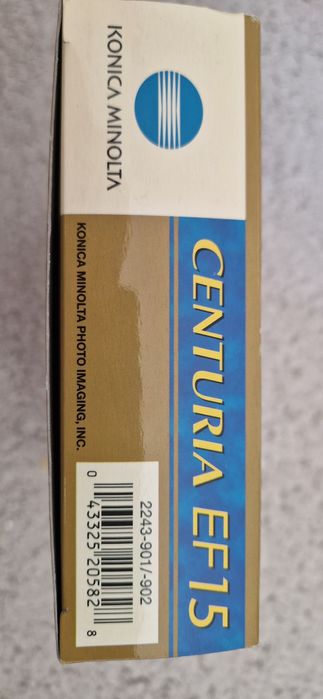 KONICA MINOLTA
CENTURIA EF15
KONICA MINOLTA PHOTO IMAGING, INC.
2243-901/-902
0 43325 20582 8